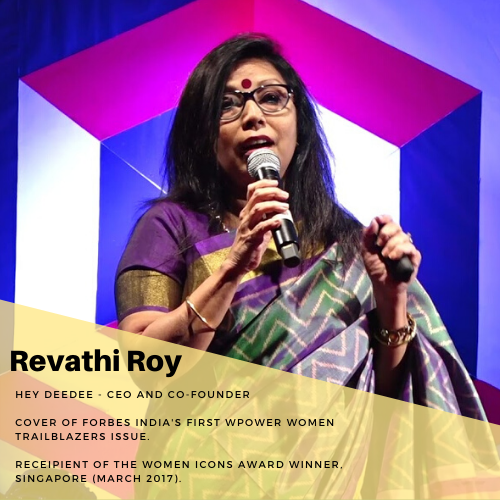 Revathi Roy
HEY DEEDEE - CEO AND CO-FOUNDER
COVER OF FORBES INDIA'S FIRST WPOWER WOMEN
TRAILBLAZERS ISSUE.
RECEIPIENT OF THE WOMEN ICONS AWARD WINNER,
SINGAPORE (MARCH 2017).